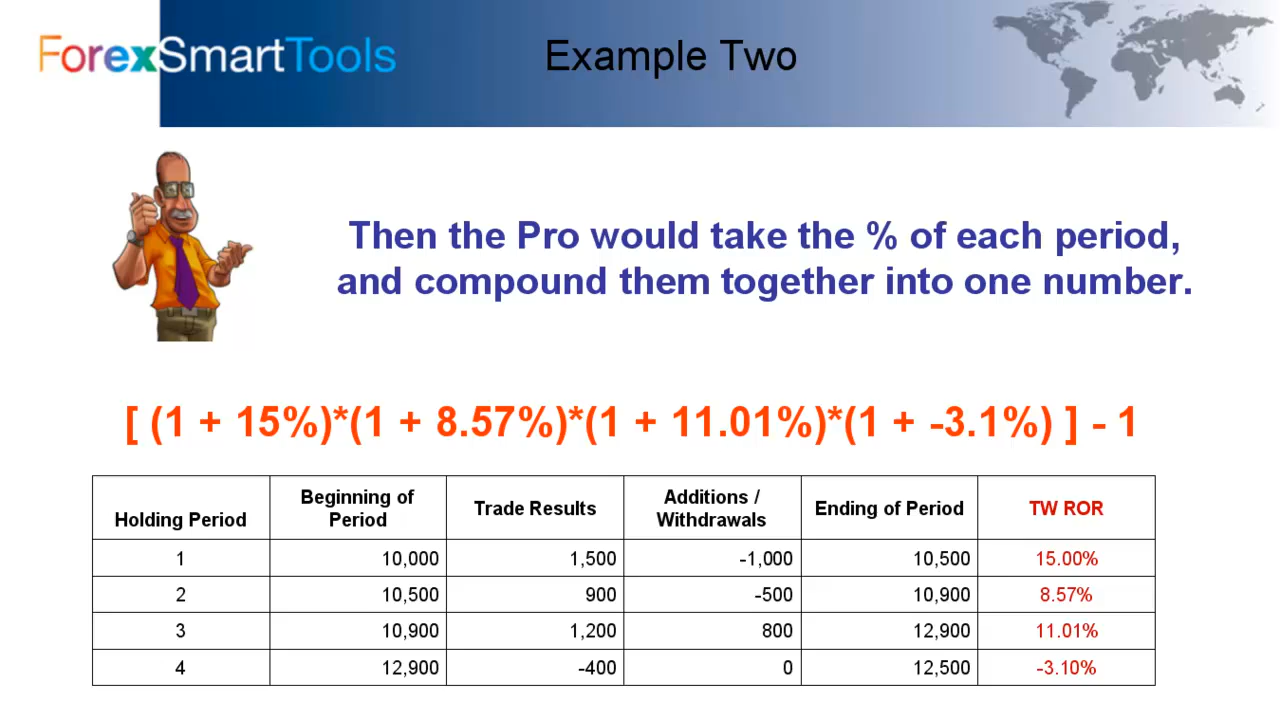 ForexSmartTools
Example Two
Then the Pro would take the % of each period,
and compound them together into one number.
[ (1 + 15%)*(1 + 8.57%)*(1 + 11.01%)*(1 + -3.1%) ] - 1
Holding Period | Beginning of Period | Trade Results | Additions / Withdrawals | Ending of Period | TW ROR
1 | 10,000 | 1,500 | -1,000 | 10,500 | 15.00%
2 | 10,500 | 900 | -500 | 10,900 | 8.57%
3 | 10,900 | 1,200 | 800 | 12,900 | 11.01%
4 | 12,900 | -400 | 0 | 12,500 | -3.10%